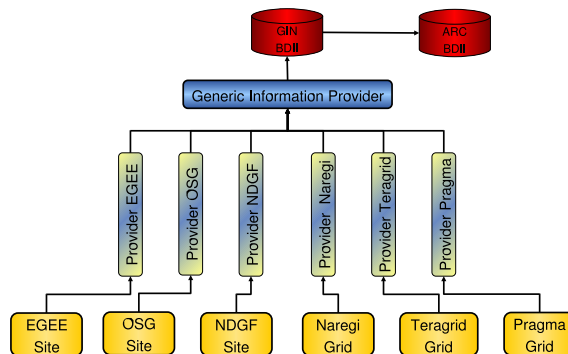 GIN
BDII
ARC
BDII
Generic Information Provider
Provider EGEE
Provider OSG
Provider NDGF
Provider Naregi
Provider Teragrid
Provider Pragma
EGEE
Site
OSG
Site
NDGF
Site
Naregi
Grid
Teragrid
Grid
Pragma
Grid